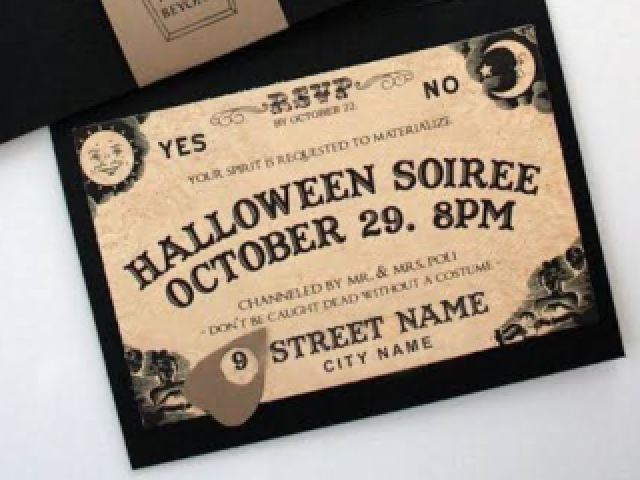 RSVP
BY OCTOBER 22.
YES
NO
YOUR SPIRIT IS REQUESTED TO MATERIALIZE
HALLOWEEN SOIREE
OCTOBER 29. 8PM
CHANNELED BY MR. & MRS. POLI
- DON'T BE CAUGHT DEAD WITHOUT A COSTUME -
9 STREET NAME
CITY NAME